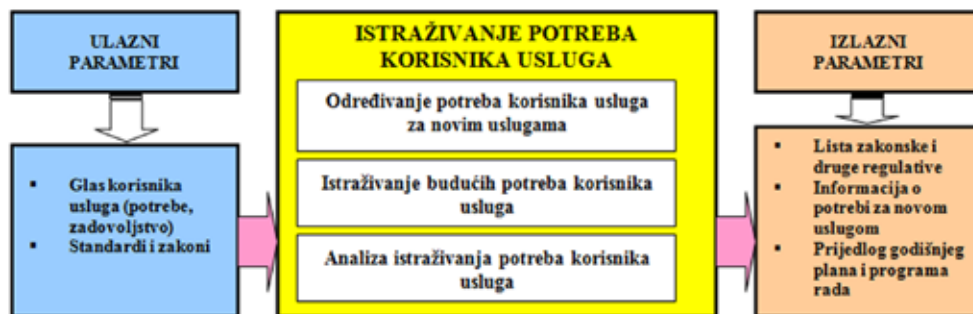 ULAZNI
PARAMETRI
▪ Glas korisnika
usluga (potrebe,
zadovoljstvo)
▪ Standardi i zakoni
ISTRAŽIVANJE POTREBA
KORISNIKA USLUGA
Određivanje potreba korisnika usluga
za novim uslugama
Istraživanje budućih potreba korisnika
usluga
Analiza istraživanja potreba korisnika
usluga
IZLAZNI
PARAMETRI
▪ Lista zakonske i
druge regulative
▪ Informacija o
potrebi za novom
uslugom
▪ Prijedlog godišnjeg
plana i programa
rada